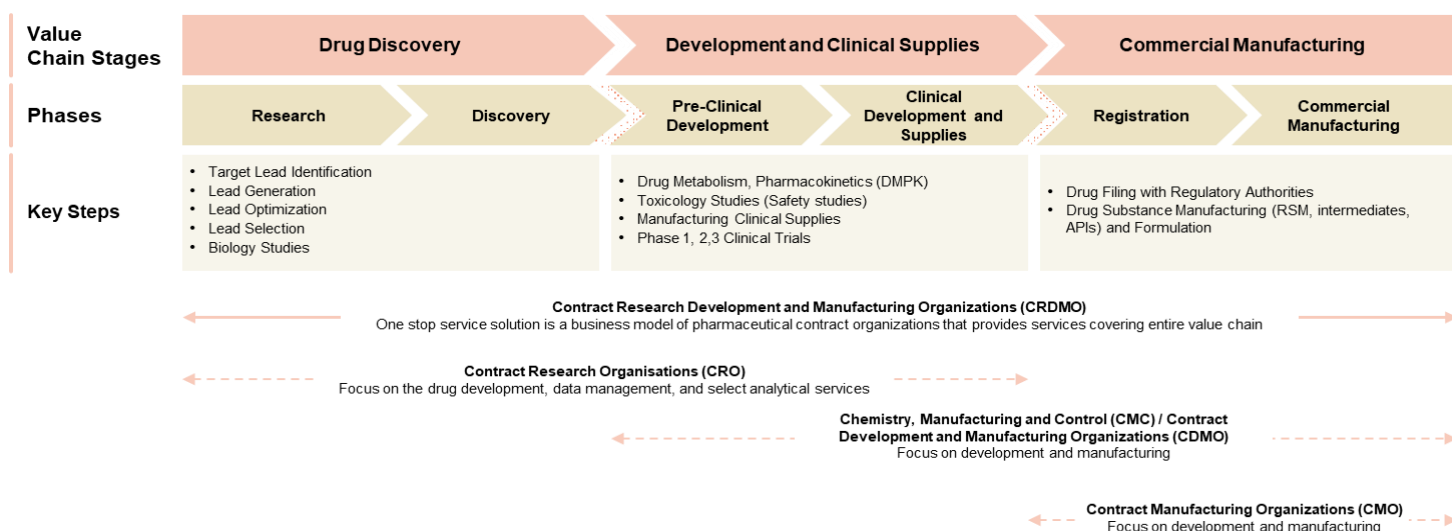 Value
Chain Stages
Drug Discovery
Development and Clinical Supplies
Commercial Manufacturing
Phases
Research
Discovery
Pre-Clinical
Development
Clinical
Development and
Supplies
Registration
Commercial
Manufacturing
Key Steps
• Target Lead Identification
• Lead Generation
• Lead Optimization
• Lead Selection
• Biology Studies
• Drug Metabolism, Pharmacokinetics (DMPK)
• Toxicology Studies (Safety studies)
• Manufacturing Clinical Supplies
• Phase 1, 2,3 Clinical Trials
• Drug Filing with Regulatory Authorities
• Drug Substance Manufacturing (RSM, intermediates,
APIs) and Formulation
Contract Research Development and Manufacturing Organizations (CRDMO)
One stop service solution is a business model of pharmaceutical contract organizations that provides services covering entire value chain
Contract Research Organisations (CRO)
Focus on the drug development, data management, and select analytical services
Chemistry, Manufacturing and Control (CMC) / Contract
Development and Manufacturing Organizations (CDMO)
Focus on development and manufacturing
Contract Manufacturing Organizations (CMO)
Focus on development and manufacturing